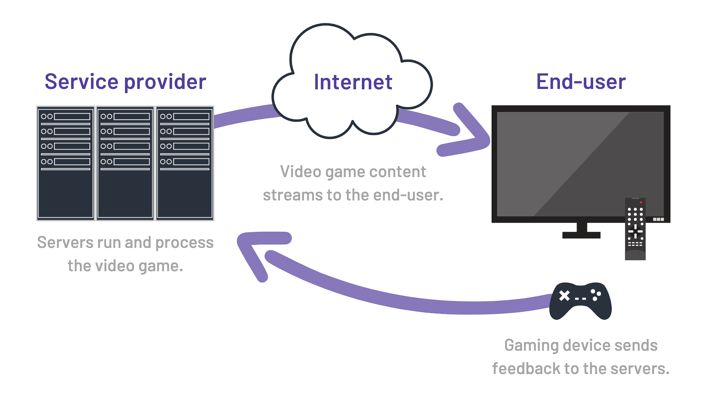 Service provider
Internet
End-user
Video game content
streams to the end-user.
Servers run and process
the video game.
Gaming device sends
feedback to the servers.